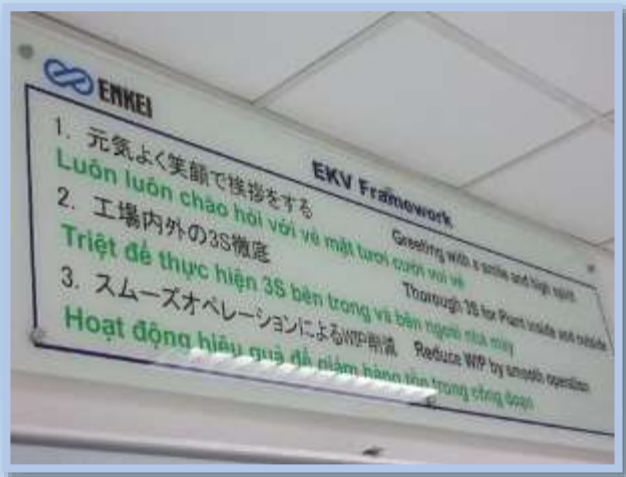 ENKEI
EKV Framework
1. 元気よく笑顔で挨拶をする Greeting with a smile and high spirit
Luôn luôn chào hỏi với vẻ mặt tươi cười vui vẻ
2. 工場内外の3S徹底 Thorough 3S for Plant inside and outside
Triệt để thực hiện 3S bên trong và bên ngoài nhà máy
3. スムーズオペレーションによるWIP削減 Reduce WIP by smooth operation
Hoạt động hiệu quả để giảm hàng tồn trong công đoạn